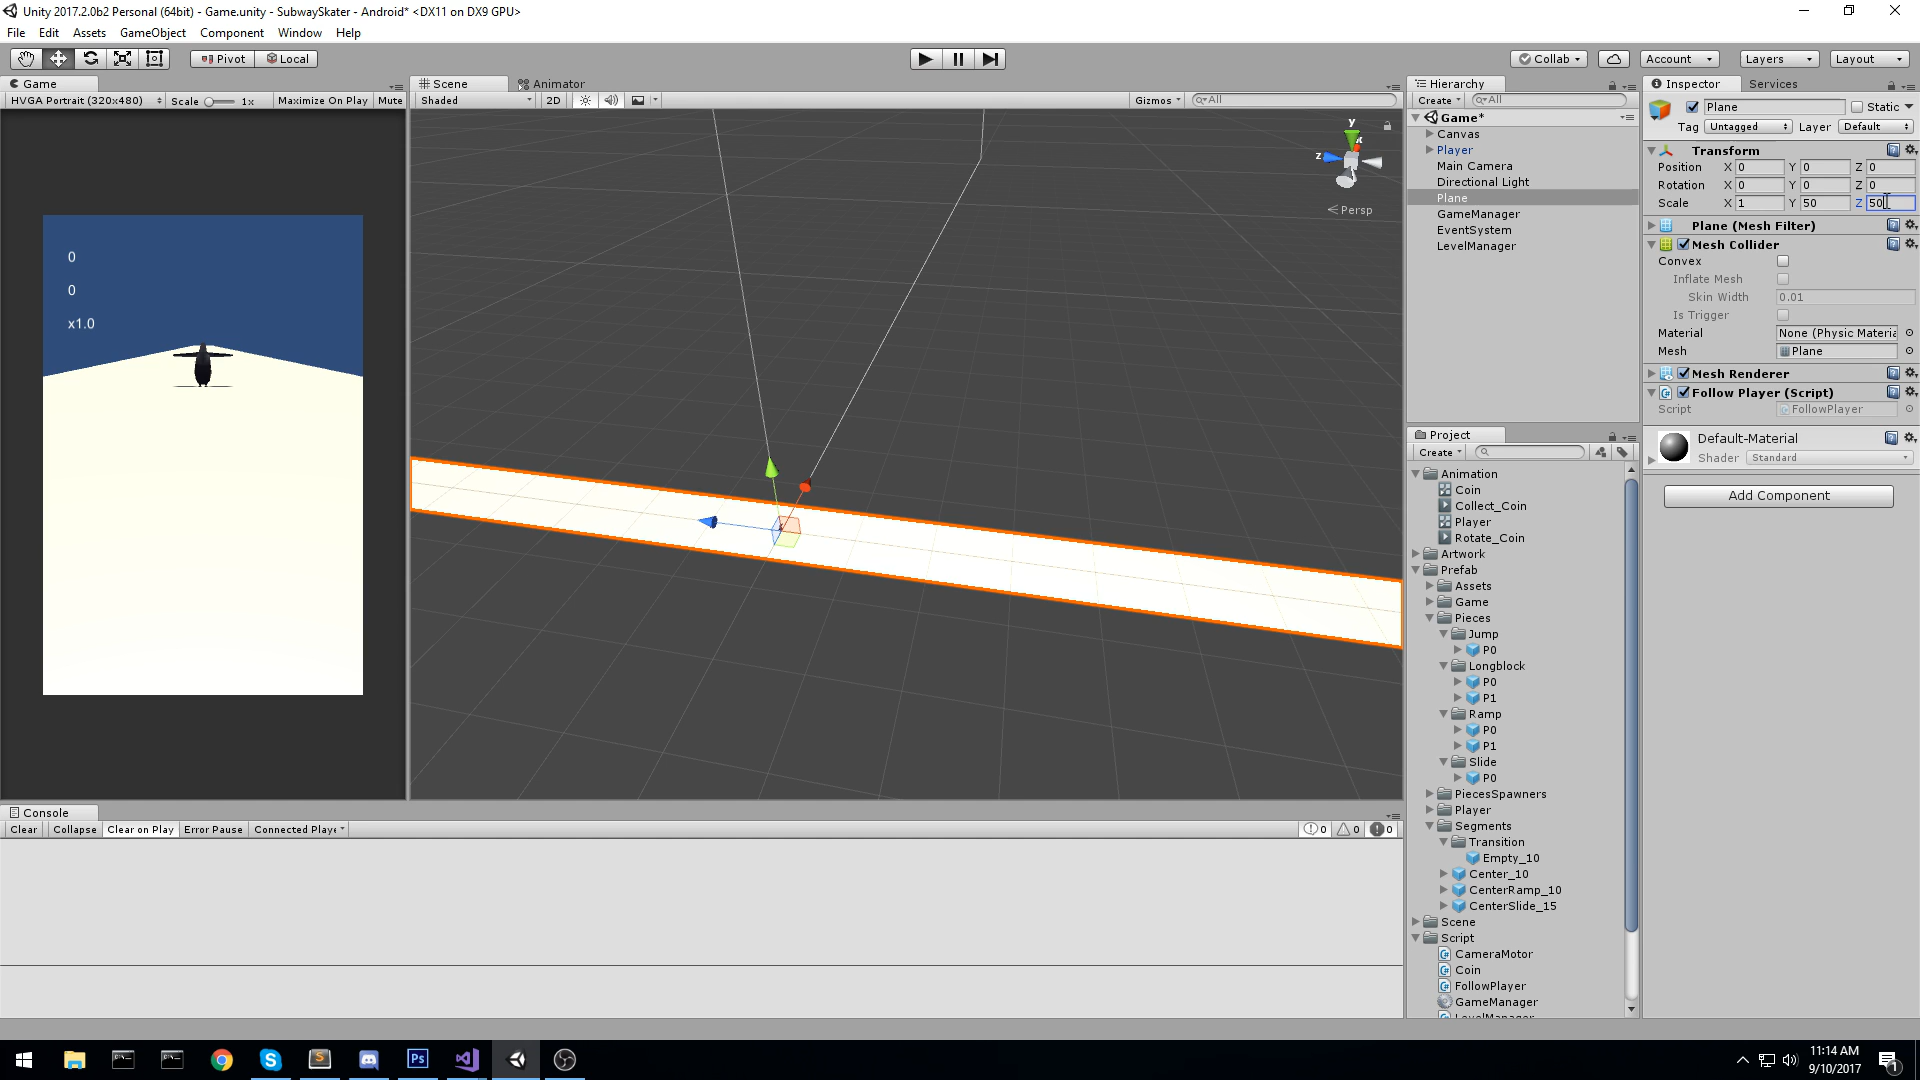 Unity 2017.2.0b2 Personal (64bit) - Game.unity - SubwaySkater - Android* <DX11 on DX9 GPU>
File Edit Assets GameObject Component Window Help
Pivot Local
Collab Account Layers Layout
Game
HVGA Portrait (320x480) Scale 1x Maximize On Play Mute
0
0
x1.0
Scene Animator
Shaded 2D Gizmos All
y
x
z
Persp
Hierarchy
Create All
Game*
Canvas
Player
Main Camera
Directional Light
Plane
GameManager
EventSystem
LevelManager
Project
Create
Animation
Coin
Collect_Coin
Player
Rotate_Coin
Artwork
Prefab
Assets
Game
Pieces
Jump
P0
Longblock
P0
P1
Ramp
P0
P1
Slide
P0
PiecesSpawners
Player
Segments
Transition
Empty_10
Center_10
CenterRamp_10
CenterSlide_15
Scene
Script
CameraMotor
Coin
FollowPlayer
GameManager
LevelManager
Inspector Services
Plane Static
Tag Untagged Layer Default
Transform
Position X 0 Y 0 Z 0
Rotation X 0 Y 0 Z 0
Scale X 1 Y 50 Z 50
Plane (Mesh Filter)
Mesh Collider
Convex
Inflate Mesh
Skin Width 0.01
Is Trigger
Material None (Physic Materia
Mesh Plane
Mesh Renderer
Follow Player (Script)
Script FollowPlayer
Default-Material
Shader Standard
Add Component
Console
Clear Collapse Clear on Play Error Pause Connected Playe 0 0 0
11:14 AM
9/10/2017
1